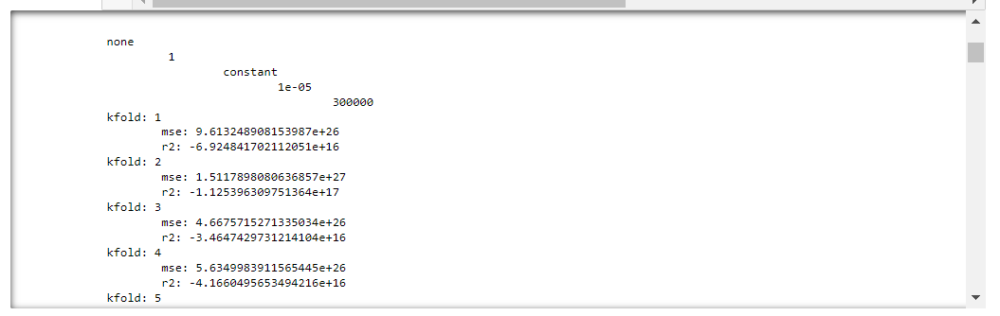 none
1
constant
1e-05
300000
kfold: 1
mse: 9.613248908153987e+26
r2: -6.924841702112051e+16
kfold: 2
mse: 1.5117898080636857e+27
r2: -1.125396309751364e+17
kfold: 3
mse: 4.6675715271335034e+26
r2: -3.4647429731214104e+16
kfold: 4
mse: 5.6349983911565445e+26
r2: -4.1660495653494216e+16
kfold: 5